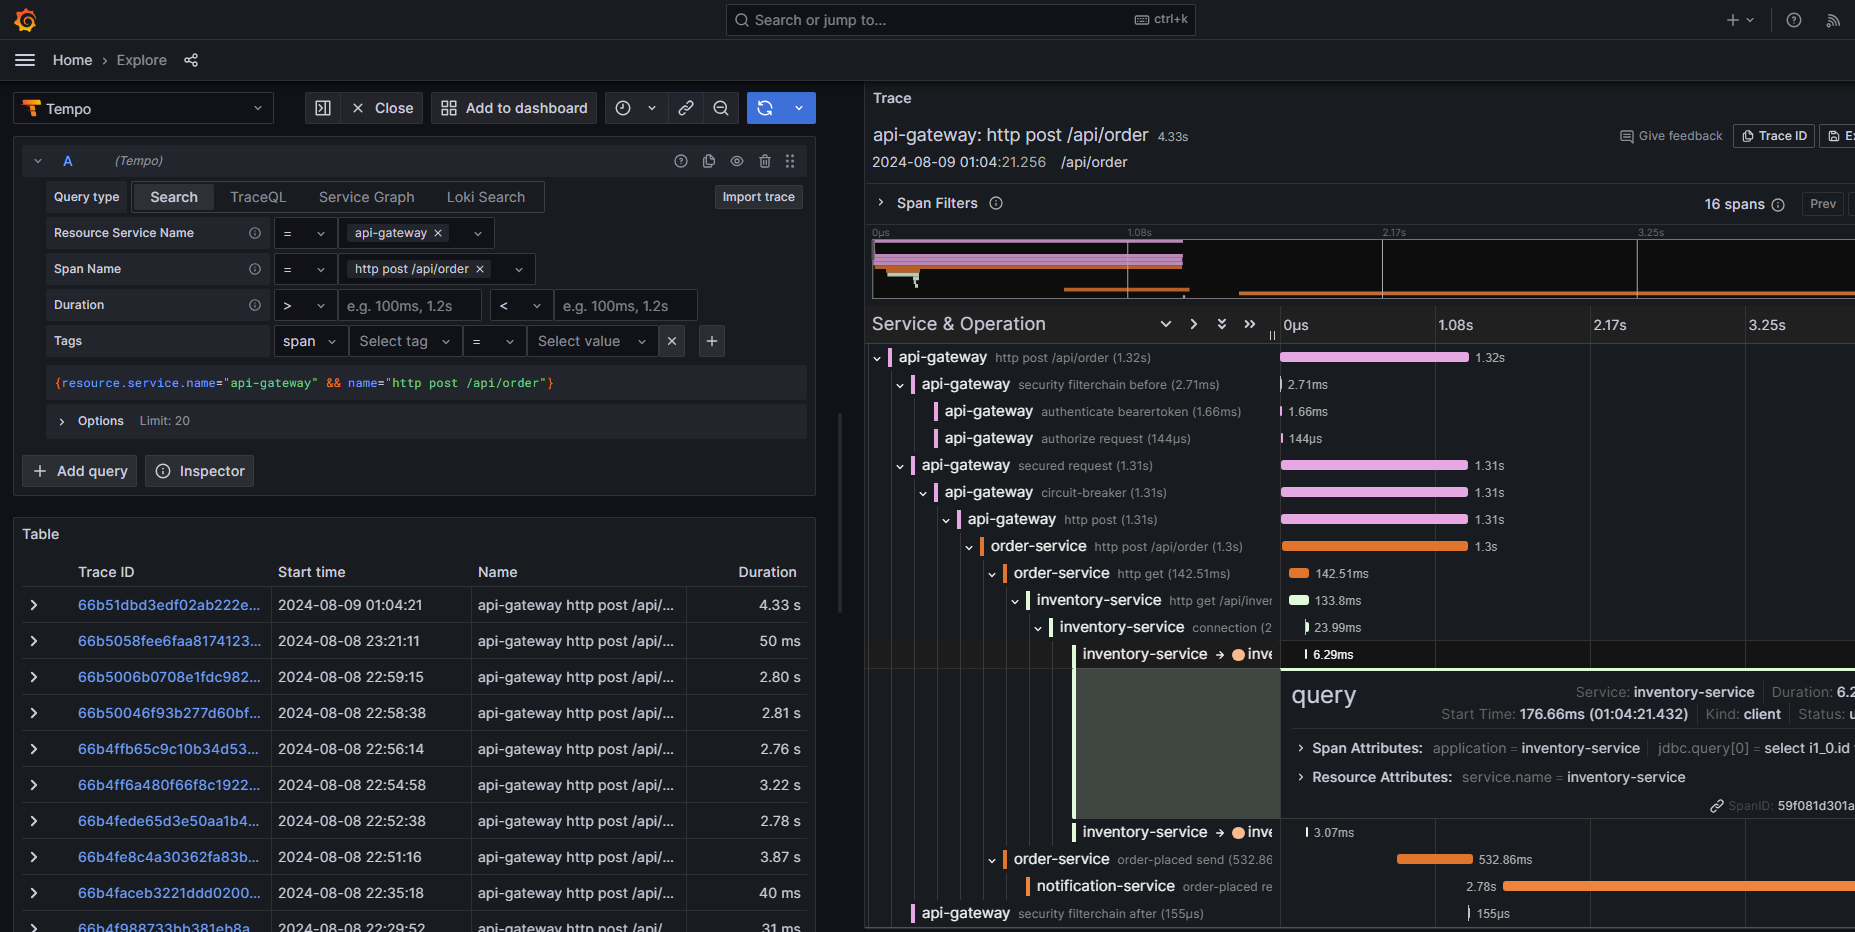 Search or jump to...
ctrl+k
Home › Explore
Tempo
Close
Add to dashboard
A (Tempo)
Query type Search TraceQL Service Graph Loki Search Import trace
Resource Service Name = api-gateway
Span Name = http post /api/order
Duration > e.g. 100ms, 1.2s < e.g. 100ms, 1.2s
Tags span Select tag = Select value
{resource.service.name="api-gateway" && name="http post /api/order"}
Options Limit: 20
Add query Inspector
Table
Trace ID Start time Name Duration
66b51dbd3edf02ab222e... 2024-08-09 01:04:21 api-gateway http post /api/... 4.33 s
66b5058fee6faa8174123... 2024-08-08 23:21:11 api-gateway http post /api/... 50 ms
66b5006b0708e1fdc982... 2024-08-08 22:59:15 api-gateway http post /api/... 2.80 s
66b50046f93b277d60bf... 2024-08-08 22:58:38 api-gateway http post /api/... 2.81 s
66b4ffb65c9c10b34d53... 2024-08-08 22:56:14 api-gateway http post /api/... 2.76 s
66b4ff6a480f66f8c1922... 2024-08-08 22:54:58 api-gateway http post /api/... 3.22 s
66b4fede65d3e50aa1b4... 2024-08-08 22:52:38 api-gateway http post /api/... 2.78 s
66b4fe8c4a30362fa83b... 2024-08-08 22:51:16 api-gateway http post /api/... 3.87 s
66b4faceb3221ddd0200... 2024-08-08 22:35:18 api-gateway http post /api/... 40 ms
66b4f988733bb381eb8a... 2024-08-08 22:29:52 api-gateway http post /api/... 31 ms
Trace
api-gateway: http post /api/order 4.33s
Give feedback Trace ID Ex
2024-08-09 01:04:21.256 /api/order
Span Filters 16 spans Prev
0µs 1.08s 2.17s 3.25s
Service & Operation 0µs 1.08s 2.17s 3.25s
api-gateway http post /api/order (1.32s) 1.32s
api-gateway security filterchain before (2.71ms) 2.71ms
api-gateway authenticate bearertoken (1.66ms) 1.66ms
api-gateway authorize request (144µs) 144µs
api-gateway secured request (1.31s) 1.31s
api-gateway circuit-breaker (1.31s) 1.31s
api-gateway http post (1.31s) 1.31s
order-service http post /api/order (1.3s) 1.3s
order-service http get (142.51ms) 142.51ms
inventory-service http get /api/inver 133.8ms
inventory-service connection (2 23.99ms
inventory-service → inve 6.29ms
query
Service: inventory-service Duration: 6.2
Start Time: 176.66ms (01:04:21.432) Kind: client Status: u
Span Attributes: application = inventory-service jdbc.query[0] = select i1_0.id
Resource Attributes: service.name = inventory-service
SpanID: 59f081d301a
inventory-service → inve 3.07ms
order-service order-placed send (532.86 532.86ms
notification-service order-placed re 2.78s
api-gateway security filterchain after (155µs) 155µs